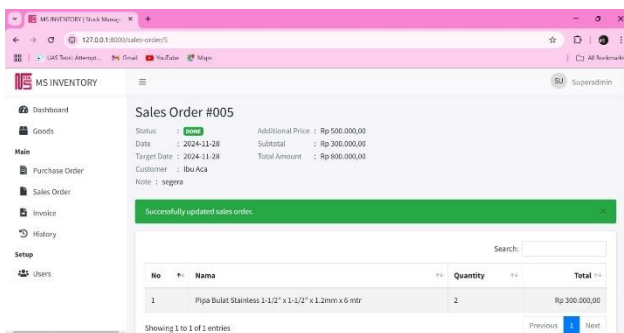 MS INVENTORY | Stock Manag
127.0.0.1:8000/sales-order/5
UAS Teori: Attempt... Gmail YouTube Maps All Bookmarks
MS INVENTORY SU Superadmin
Dashboard
Goods
Main
Purchase Order
Sales Order
Invoice
History
Setup
Users
Sales Order #005
Status : DONE Additional Price : Rp 500.000,00
Date : 2024-11-28 Subtotal : Rp 300.000,00
Target Date : 2024-11-28 Total Amount : Rp 800.000,00
Customer : Ibu Aca
Note : segera
Successfully updated sales order.
Search:
No Nama Quantity Total
1 Pipa Bulat Stainless 1-1/2" x 1-1/2" x 1.2mm x 6 mtr 2 Rp 300.000,00
Showing 1 to 1 of 1 entries Previous 1 Next